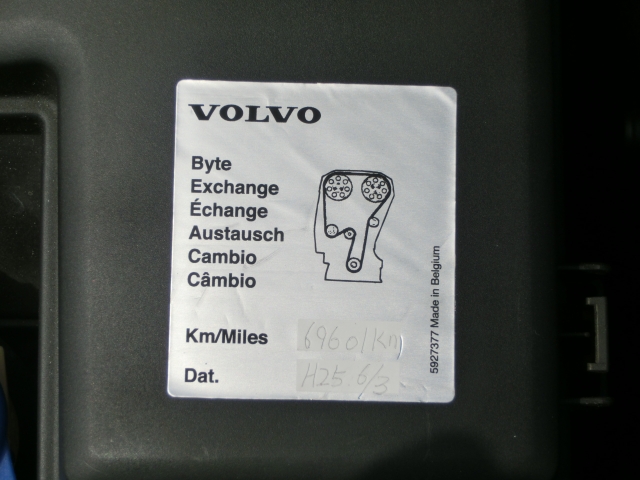 VOLVO
Byte
Exchange
Échange
Austausch
Cambio
Câmbio
Km/Miles 69601Km
Dat. H25.6/3
5927377 Made in Belgium